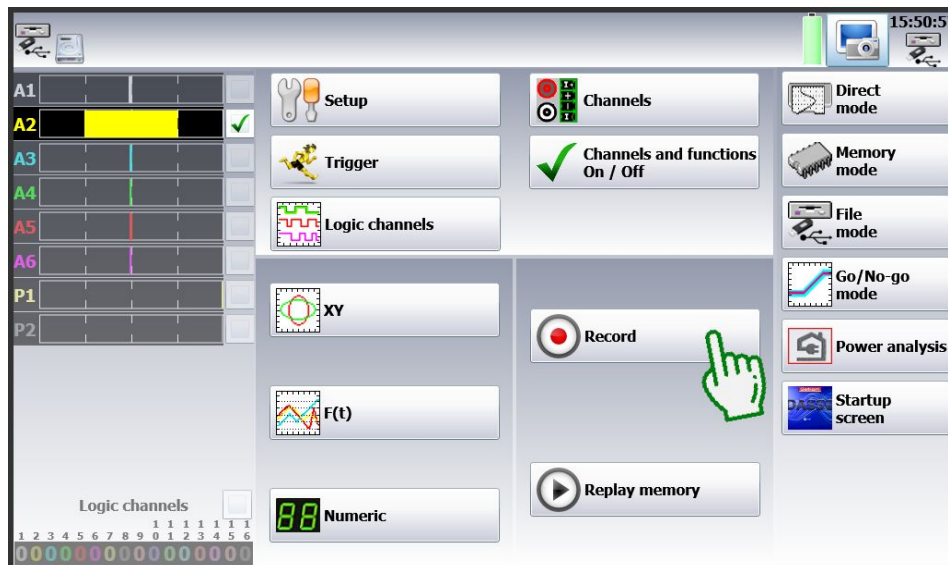 15:50:5
A1
A2
A3
A4
A5
A6
P1
P2
Setup
Trigger
Logic channels
Channels
Channels and functions
On / Off
XY
F(t)
88 Numeric
Record
Replay memory
Direct
mode
Memory
mode
File
mode
Go/No-go
mode
Power analysis
Startup
screen
Logic channels
1 1 1 1 1 1 1
1 2 3 4 5 6 7 8 9 0 1 2 3 4 5 6
0 0 0 0 0 0 0 0 0 0 0 0 0 0 0 0